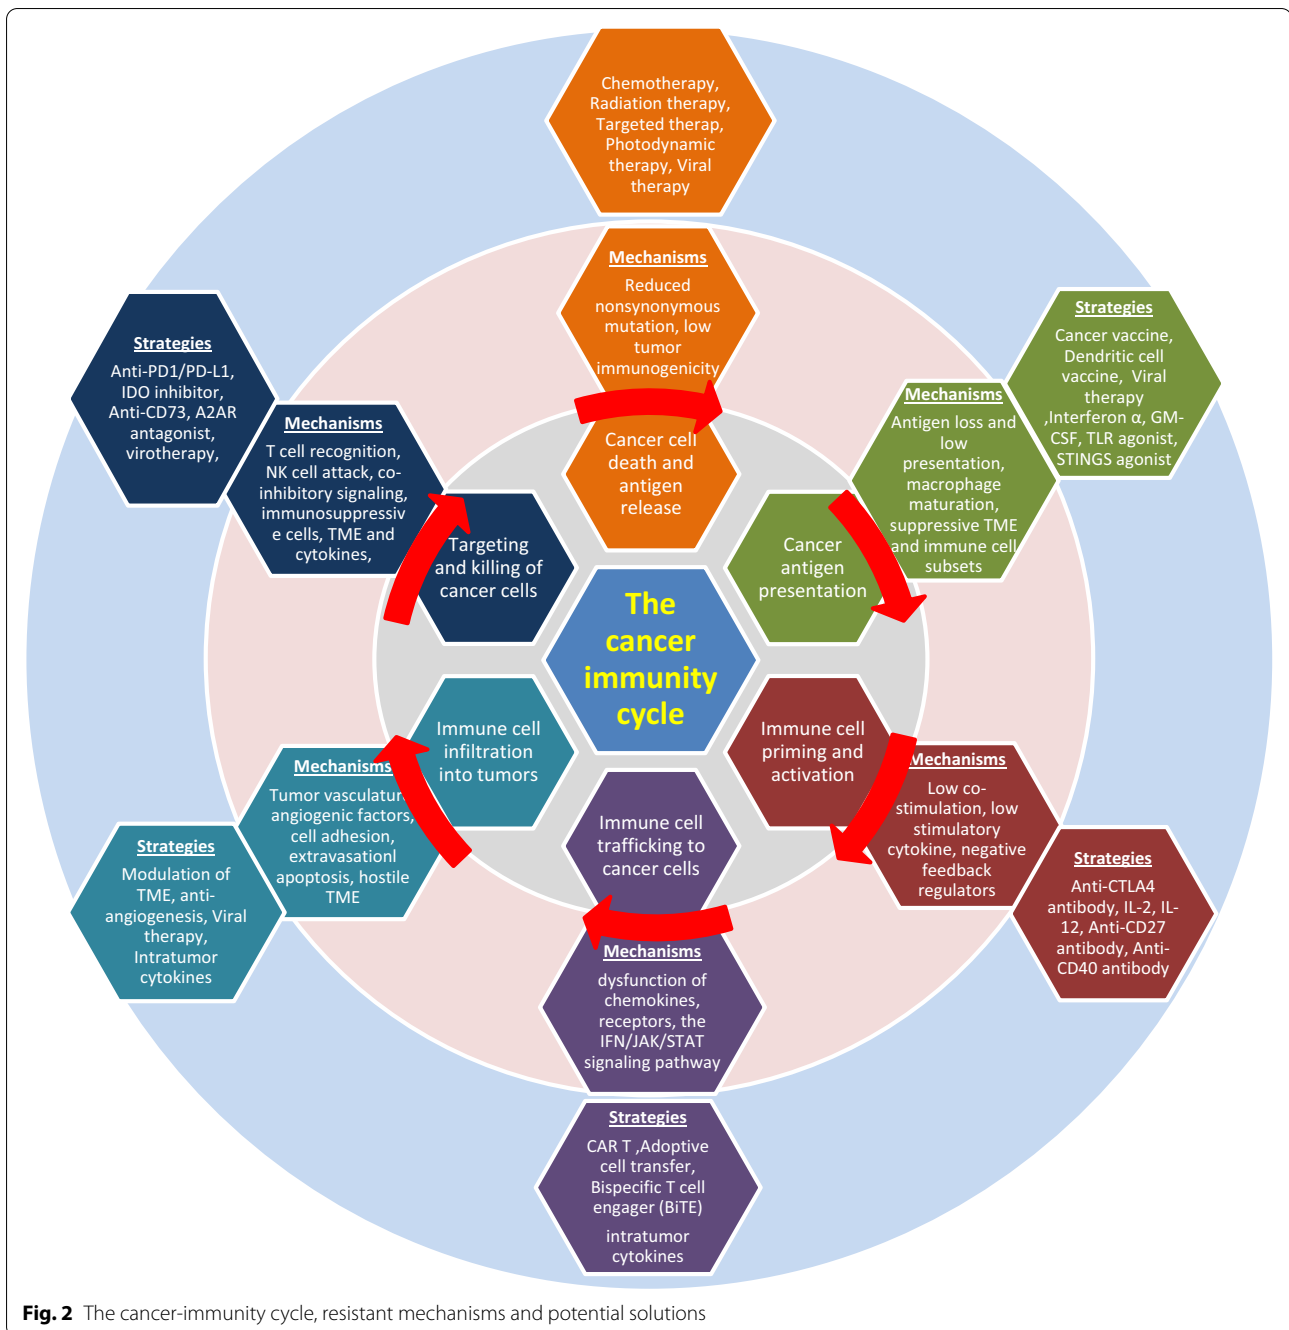 Chemotherapy,
Radiation therapy,
Targeted therap,
Photodynamic
therapy, Viral
therapy
Mechanisms
Reduced
nonsynonymous
mutation, low
tumor
immunogenicity
Cancer cell
death and
antigen
release
Strategies
Cancer vaccine,
Dendritic cell
vaccine, Viral
therapy
,Interferon α, GM-
CSF, TLR agonist,
STINGS agonist
Mechanisms
Antigen loss and
low
presentation,
macrophage
maturation,
suppressive TME
and immune cell
subsets
Cancer
antigen
presentation
Immune cell
priming and
activation
Mechanisms
Low co-
stimulation, low
stimulatory
cytokine, negative
feedback
regulators
Strategies
Anti-CTLA4
antibody, IL-2, IL-
12, Anti-CD27
antibody, Anti-
CD40 antibody
Immune cell
trafficking to
cancer cells
Mechanisms
dysfunction of
chemokines,
receptors, the
IFN/JAK/STAT
signaling pathway
Strategies
CAR T ,Adoptive
cell transfer,
Bispecific T cell
engager (BiTE)
intratumor
cytokines
Immune cell
infiltration
into tumors
Mechanisms
Tumor vasculatur
angiogenic factors,
cell adhesion,
extravasationl
apoptosis, hostile
TME
Strategies
Modulation of
TME, anti-
angiogenesis, Viral
therapy,
Intratumor
cytokines
Targeting
and killing of
cancer cells
Mechanisms
T cell recognition,
NK cell attack, co-
inhibitory signaling,
immunosuppressiv
e cells, TME and
cytokines,
Strategies
Anti-PD1/PD-L1,
IDO inhibitor,
Anti-CD73, A2AR
antagonist,
virotherapy,
The
cancer
immunity
cycle
Fig. 2 The cancer-immunity cycle, resistant mechanisms and potential solutions